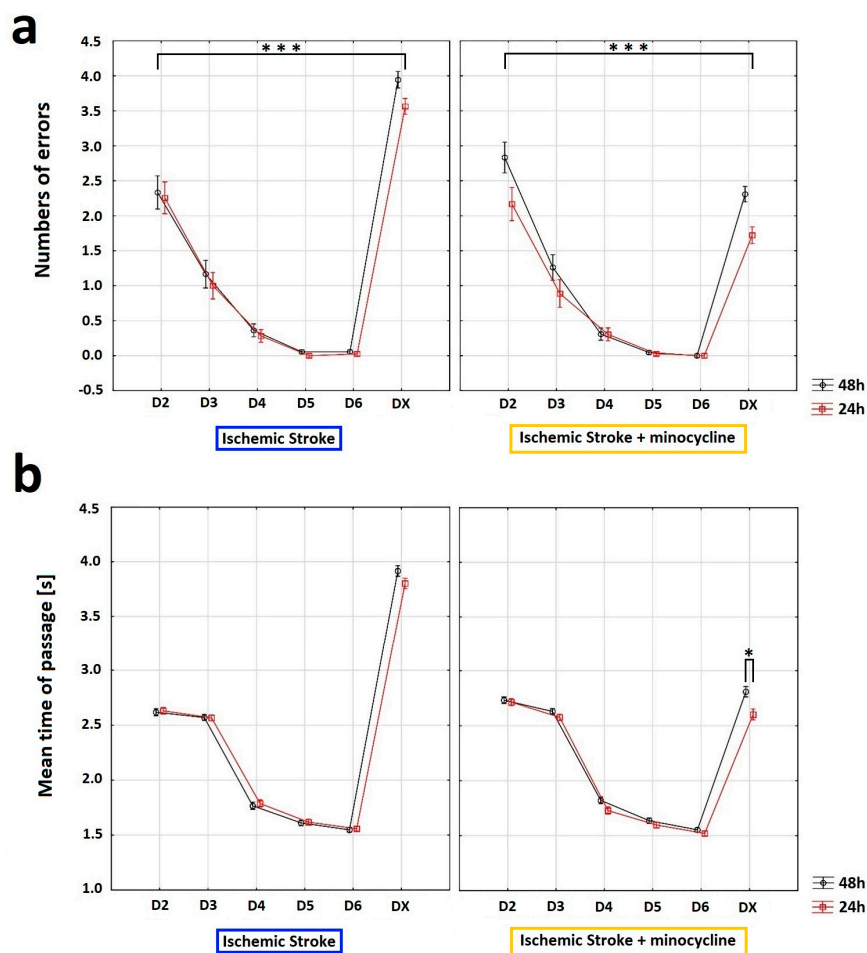 a
Numbers of errors
4.5
4.0
3.5
3.0
2.5
2.0
1.5
1.0
0.5
0.0
-0.5
* * *
* * *
D2 D3 D4 D5 D6 DX
D2 D3 D4 D5 D6 DX
48h
24h
Ischemic Stroke
Ischemic Stroke + minocycline
b
Mean time of passage [s]
4.5
4.0
3.5
3.0
2.5
2.0
1.5
1.0
*
D2 D3 D4 D5 D6 DX
D2 D3 D4 D5 D6 DX
48h
24h
Ischemic Stroke
Ischemic Stroke + minocycline